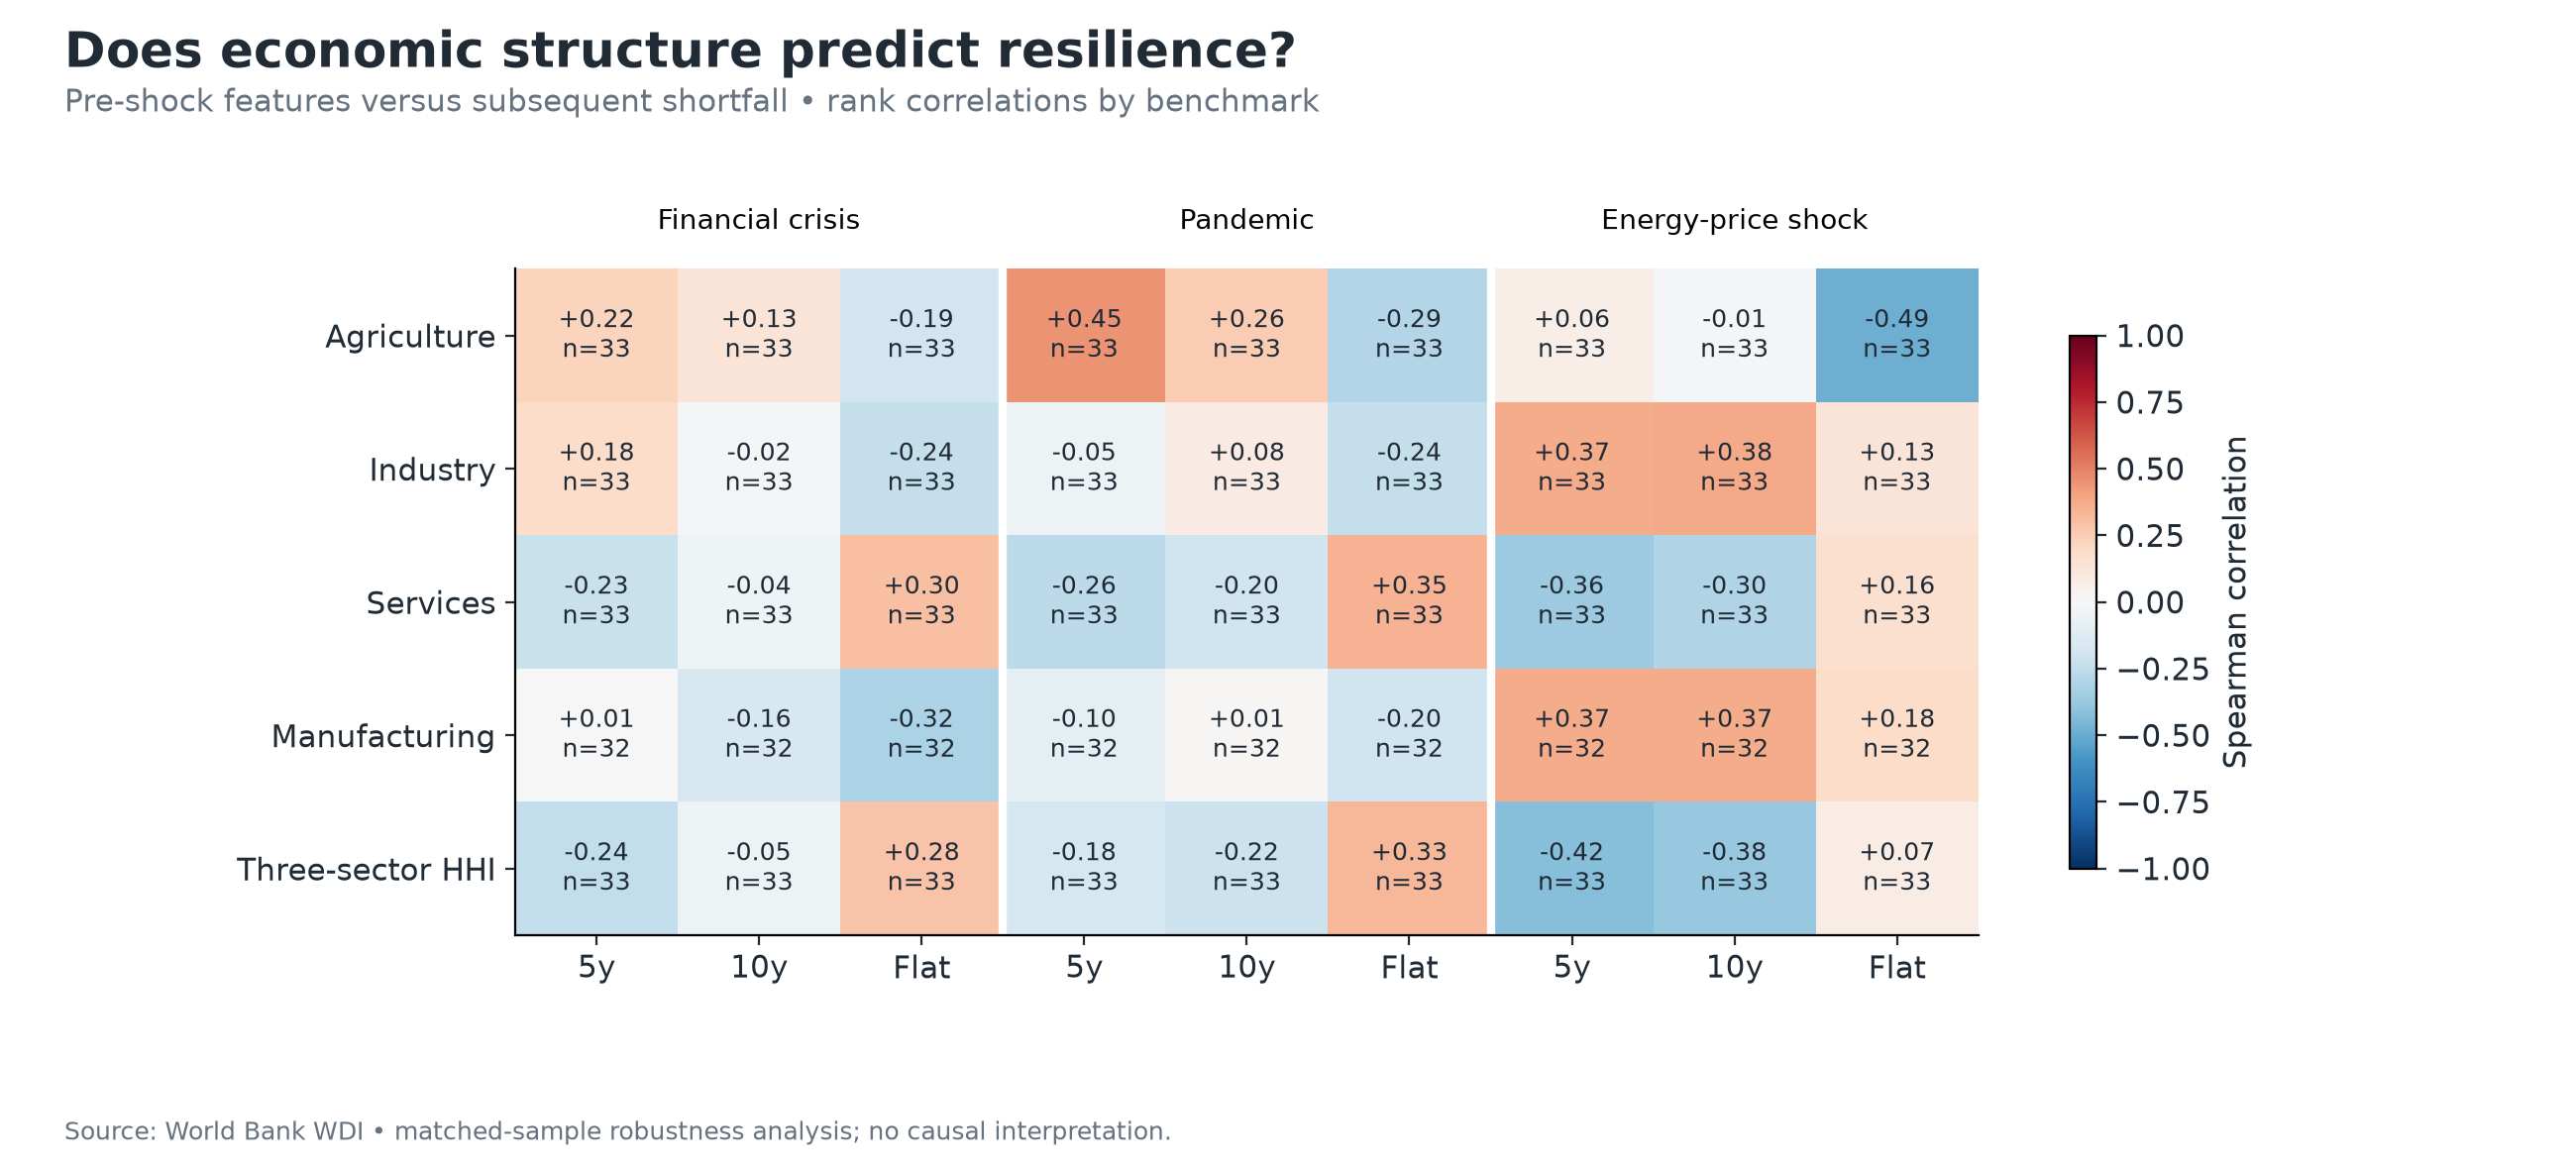 Does economic structure predict resilience?
Pre-shock features versus subsequent shortfall • rank correlations by benchmark
Financial crisis Pandemic Energy-price shock
Agriculture
+0.22 +0.13 -0.19 +0.45 +0.26 -0.29 +0.06 -0.01 -0.49
n=33 n=33 n=33 n=33 n=33 n=33 n=33 n=33 n=33
Industry
+0.18 -0.02 -0.24 -0.05 +0.08 -0.24 +0.37 +0.38 +0.13
n=33 n=33 n=33 n=33 n=33 n=33 n=33 n=33 n=33
Services
-0.23 -0.04 +0.30 -0.26 -0.20 +0.35 -0.36 -0.30 +0.16
n=33 n=33 n=33 n=33 n=33 n=33 n=33 n=33 n=33
Manufacturing
+0.01 -0.16 -0.32 -0.10 +0.01 -0.20 +0.37 +0.37 +0.18
n=32 n=32 n=32 n=32 n=32 n=32 n=32 n=32 n=32
Three-sector HHI
-0.24 -0.05 +0.28 -0.18 -0.22 +0.33 -0.42 -0.38 +0.07
n=33 n=33 n=33 n=33 n=33 n=33 n=33 n=33 n=33
5y 10y Flat 5y 10y Flat 5y 10y Flat
1.00
0.75
0.50
0.25
0.00
−0.25
−0.50
−0.75
−1.00
Spearman correlation
Source: World Bank WDI • matched-sample robustness analysis; no causal interpretation.